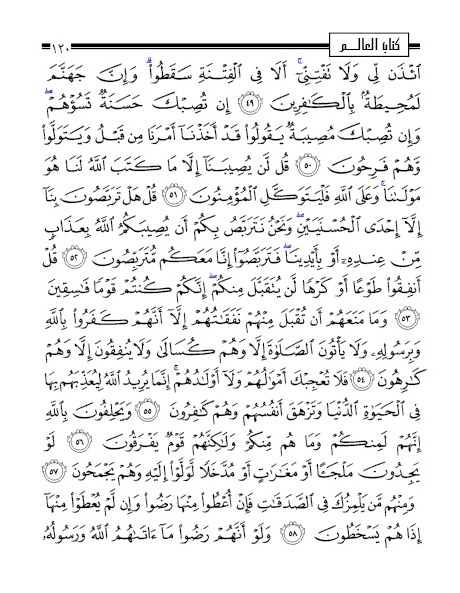 كتاب العالم ١٢٠
ٱئْذَن لِّى وَلَا نَفْتِنِّىٓ أَلَا فِى ٱلْفِتْنَةِ سَقَطُوا۟ وَإِنَّ جَهَنَّمَ
لَمُحِيطَةٌۢ بِٱلْكَٰفِرِينَ ٤٩ إِن تُصِبْكَ حَسَنَةٌ تَسُؤْهُمْ
وَإِن تُصِبْكَ مُصِيبَةٌ يَقُولُوا۟ قَدْ أَخَذْنَآ أَمْرَنَا مِن قَبْلُ وَيَتَوَلَّوا۟
وَّهُمْ فَرِحُونَ ٥٠ قُل لَّن يُصِيبَنَآ إِلَّا مَا كَتَبَ ٱللَّهُ لَنَا هُوَ
مَوْلَىٰنَا وَعَلَى ٱللَّهِ فَلْيَتَوَكَّلِ ٱلْمُؤْمِنُونَ ٥١ قُلْ هَلْ تَرَبَّصُونَ بِنَآ
إِلَّآ إِحْدَى ٱلْحُسْنَيَيْنِ وَنَحْنُ نَتَرَبَّصُ بِكُمْ أَن يُصِيبَكُمُ ٱللَّهُ بِعَذَابٍ
مِّنْ عِندِهِۦٓ أَوْ بِأَيْدِينَا فَتَرَبَّصُوٓا۟ إِنَّا مَعَكُم مُّتَرَبِّصُونَ ٥٢ قُلْ
أَنفِقُوا۟ طَوْعًا أَوْ كَرْهًا لَّن يُتَقَبَّلَ مِنكُمْ إِنَّكُمْ كُنتُمْ قَوْمًا فَٰسِقِينَ
٥٣ وَمَا مَنَعَهُمْ أَن تُقْبَلَ مِنْهُمْ نَفَقَٰتُهُمْ إِلَّآ أَنَّهُمْ كَفَرُوا۟ بِٱللَّهِ
وَبِرَسُولِهِۦ وَلَا يَأْتُونَ ٱلصَّلَوٰةَ إِلَّا وَهُمْ كُسَالَىٰ وَلَا يُنفِقُونَ إِلَّا وَهُمْ
كَٰرِهُونَ ٥٤ فَلَا تُعْجِبْكَ أَمْوَٰلُهُمْ وَلَآ أَوْلَٰدُهُمْ إِنَّمَا يُرِيدُ ٱللَّهُ لِيُعَذِّبَهُم بِهَا
فِى ٱلْحَيَوٰةِ ٱلدُّنْيَا وَتَزْهَقَ أَنفُسُهُمْ وَهُمْ كَٰفِرُونَ ٥٥ وَيَحْلِفُونَ بِٱللَّهِ
إِنَّهُمْ لَمِنكُمْ وَمَا هُم مِّنكُمْ وَلَٰكِنَّهُمْ قَوْمٌ يَفْرَقُونَ ٥٦ لَوْ
يَجِدُونَ مَلْجَـًٔا أَوْ مَغَٰرَٰتٍ أَوْ مُدَّخَلًا لَّوَلَّوْا۟ إِلَيْهِ وَهُمْ يَجْمَحُونَ ٥٧
وَمِنْهُم مَّن يَلْمِزُكَ فِى ٱلصَّدَقَٰتِ فَإِنْ أُعْطُوا۟ مِنْهَا رَضُوا۟ وَإِن لَّمْ يُعْطَوْا۟ مِنْهَآ
إِذَا هُمْ يَسْخَطُونَ ٥٨ وَلَوْ أَنَّهُمْ رَضُوا۟ مَآ ءَاتَىٰهُمُ ٱللَّهُ وَرَسُولُهُۥ